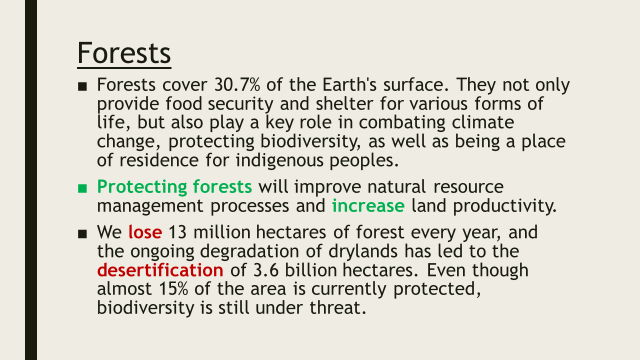 Forests
■ Forests cover 30.7% of the Earth's surface. They not only
provide food security and shelter for various forms of
life, but also play a key role in combating climate
change, protecting biodiversity, as well as being a place
of residence for indigenous peoples.
■ Protecting forests will improve natural resource
management processes and increase land productivity.
■ We lose 13 million hectares of forest every year, and
the ongoing degradation of drylands has led to the
desertification of 3.6 billion hectares. Even though
almost 15% of the area is currently protected,
biodiversity is still under threat.